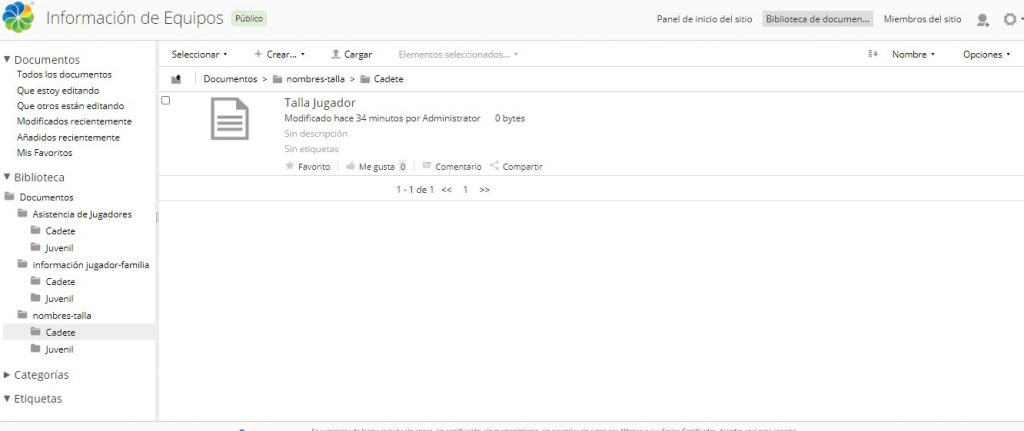 Información de Equipos Público
Panel de inicio del sitio Biblioteca de documen... Miembros del sitio
Documentos
Todos los documentos
Que estoy editando
Que otros están editando
Modificados recientemente
Añadidos recientemente
Mis Favoritos
Biblioteca
Documentos
Asistencia de Jugadores
Cadete
Juvenil
información jugador-familia
Cadete
Juvenil
nombres-talla
Cadete
Juvenil
Categorías
Etiquetas
Seleccionar Crear... Cargar Elementos seleccionados... Nombre Opciones
Documentos > nombres-talla > Cadete
Talla Jugador
Modificado hace 34 minutos por Administrator 0 bytes
Sin descripción
Sin etiquetas
Favorito Me gusta 0 Comentario Compartir
1 - 1 de 1 << 1 >>